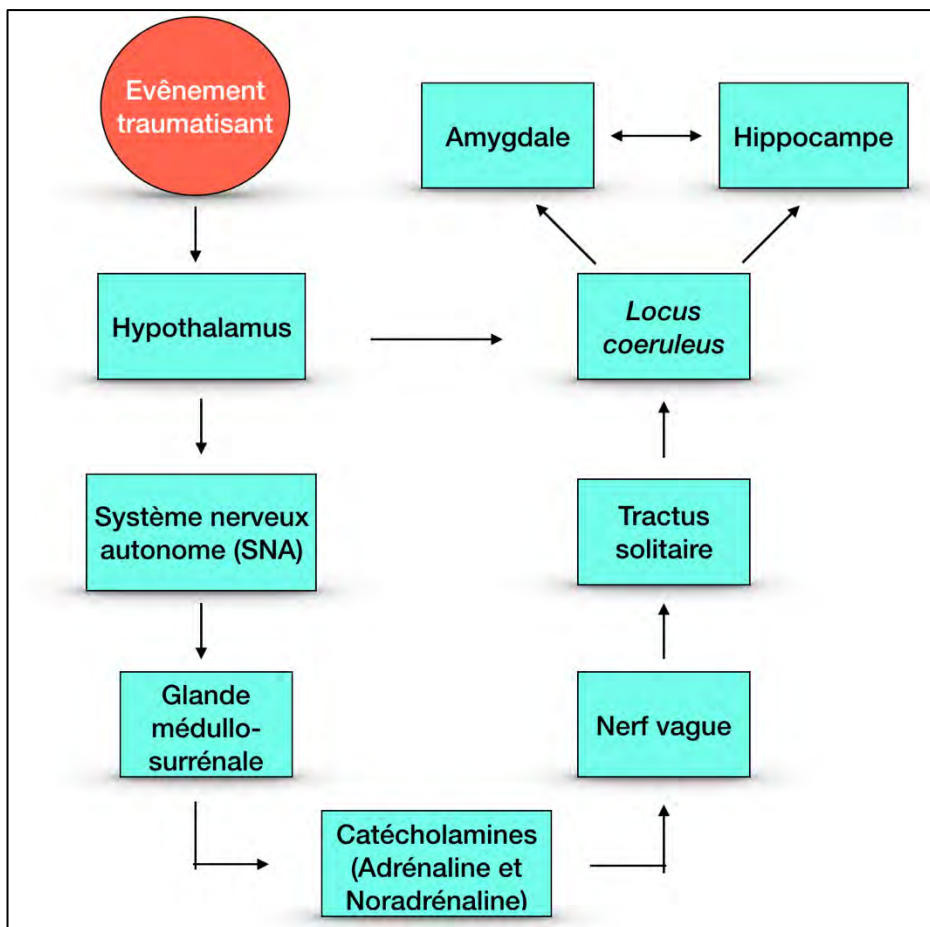 Evênement
traumatisant
Amygdale
Hippocampe
Hypothalamus
Locus
coeruleus
Système nerveux
autonome (SNA)
Tractus
solitaire
Glande
médullo-
surrénale
Nerf vague
Catécholamines
(Adrénaline et
Noradrénaline)